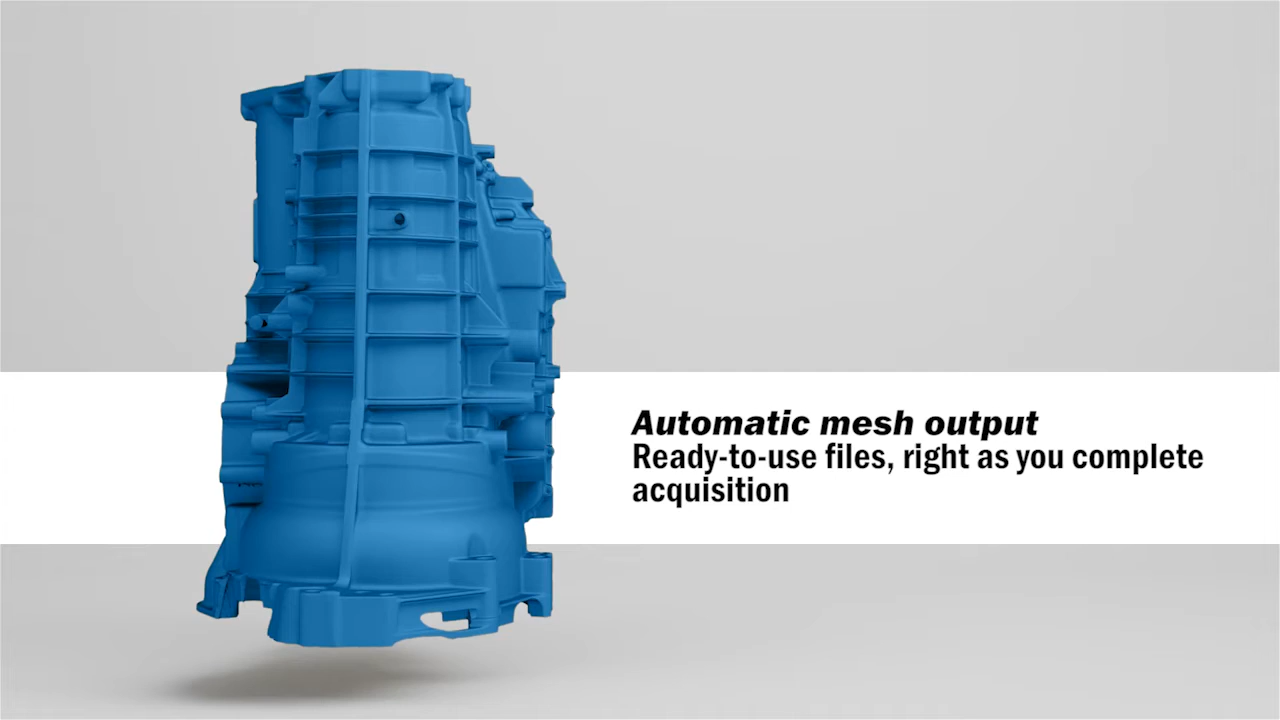 Automatic mesh output
Ready-to-use files, right as you complete
acquisition